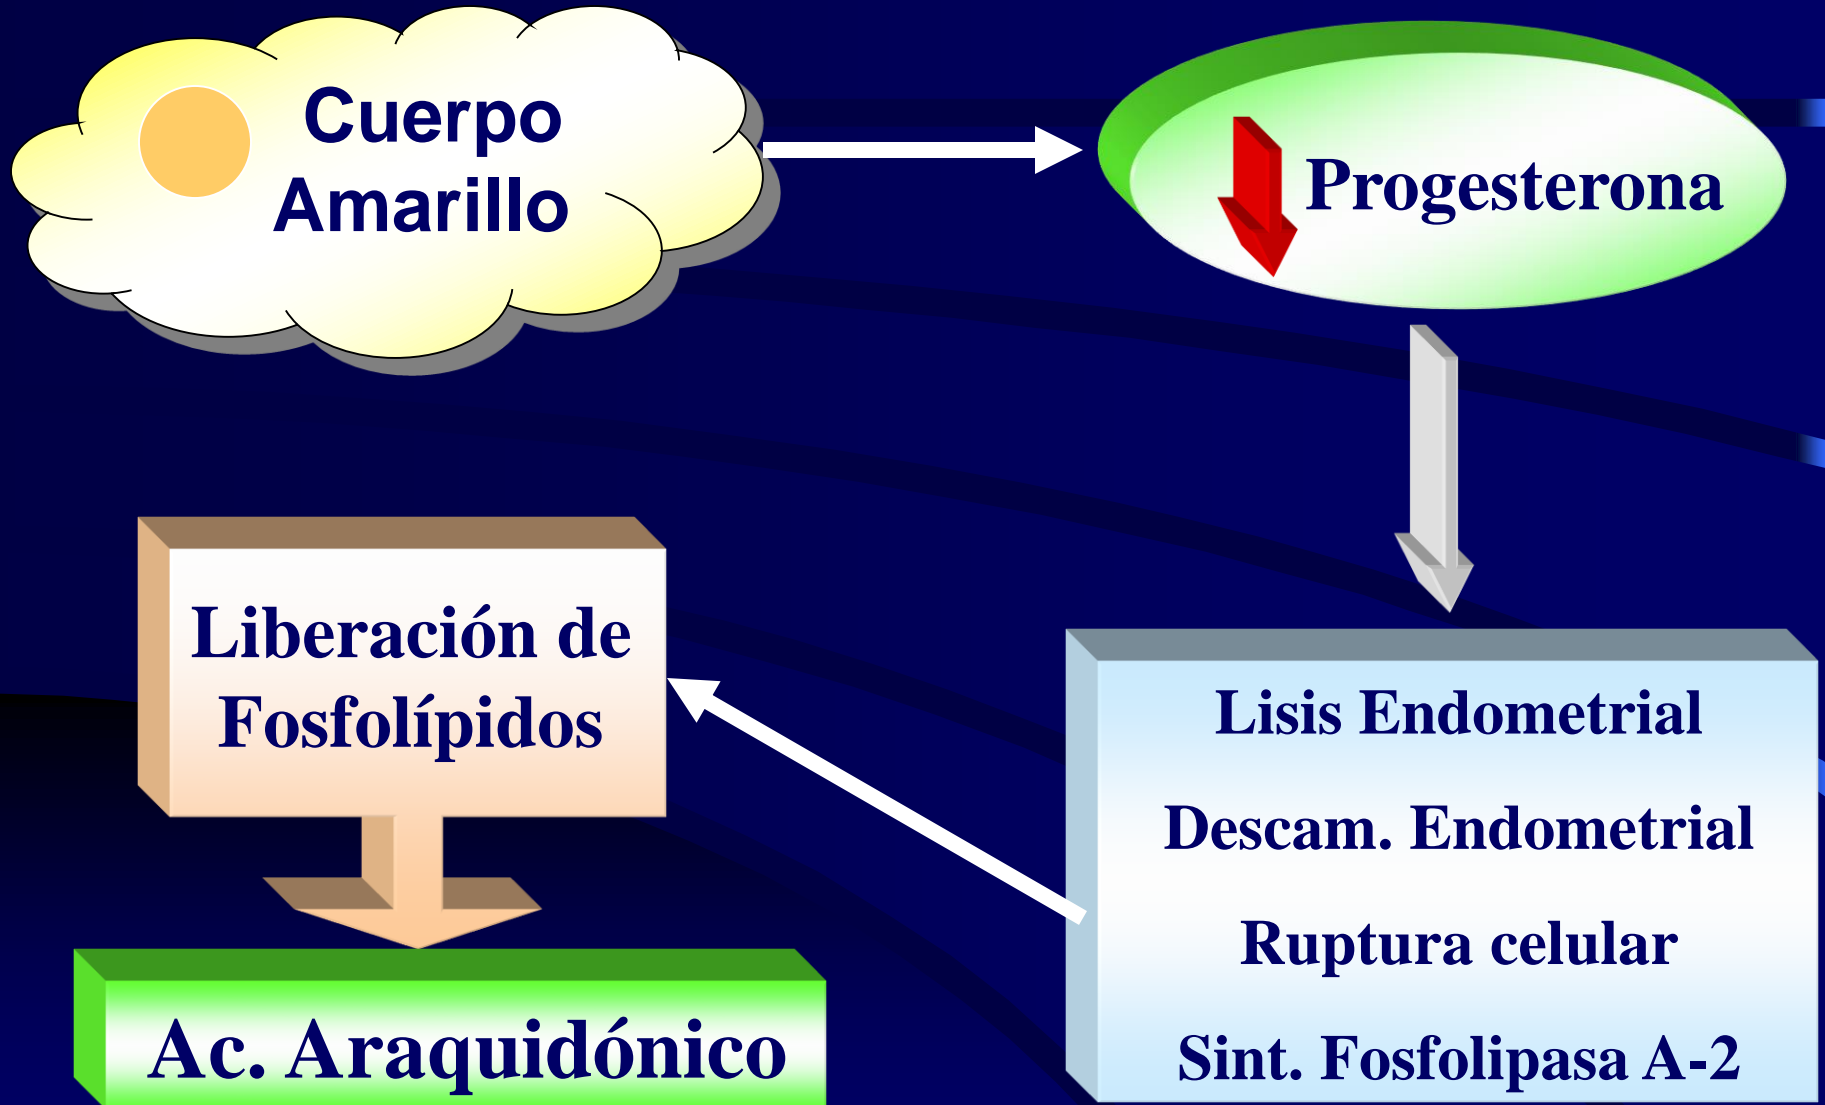 Cuerpo
Amarillo
Progesterona
Liberación de
Fosfolípidos
Lisis Endometrial
Descam. Endometrial
Ruptura celular
Sint. Fosfolipasa A-2
Ac. Araquidónico